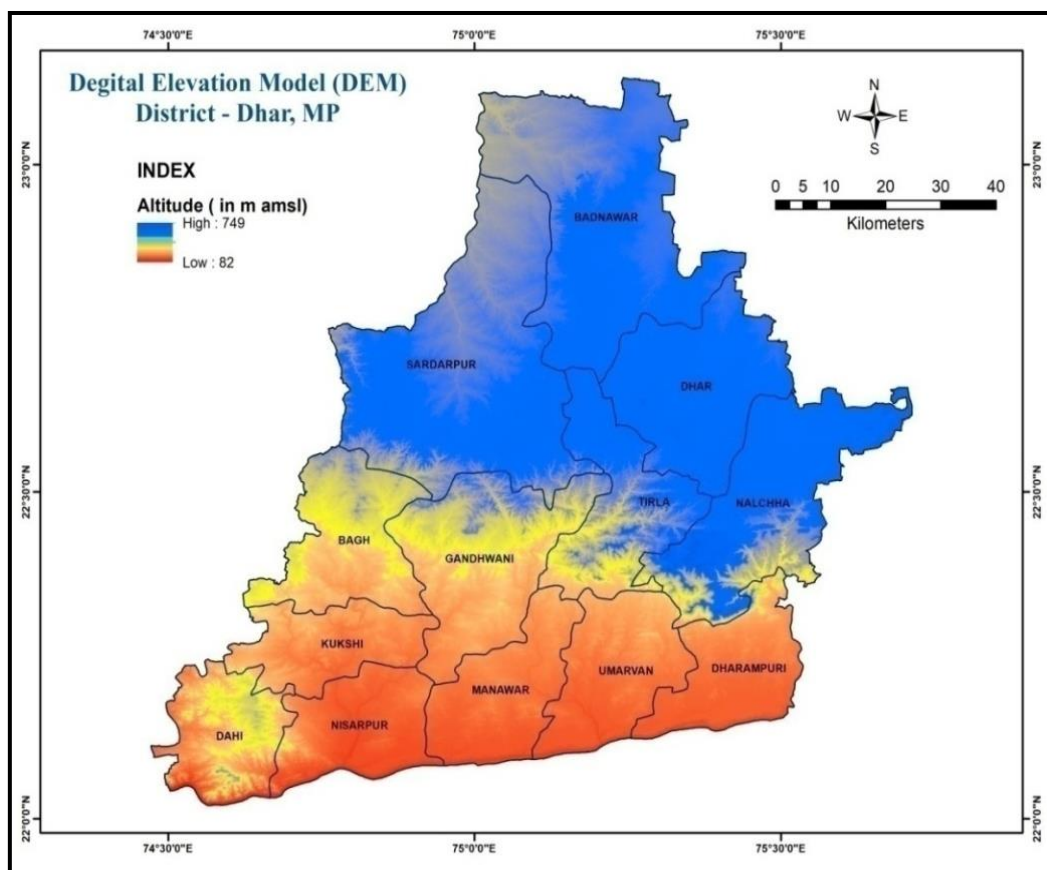 74°30'0"E
75°0'0"E
75°30'0"E
Degital Elevation Model (DEM)
District - Dhar, MP
N
W
E
S
INDEX
Altitude ( in m amsl)
High : 749
Low : 82
0 5 10 20 30 40
Kilometers
23°0'0"N
23°0'0"N
BADNAWAR
SARDARPUR
DHAR
22°30'0"N
22°30'0"N
TIRLA
NALCHHA
BAGH
GANDHWANI
KUKSHI
UMARVAN
DHARAMPURI
MANAWAR
NISARPUR
DAHI
22°0'0"N
22°0'0"N
74°30'0"E
75°0'0"E
75°30'0"E